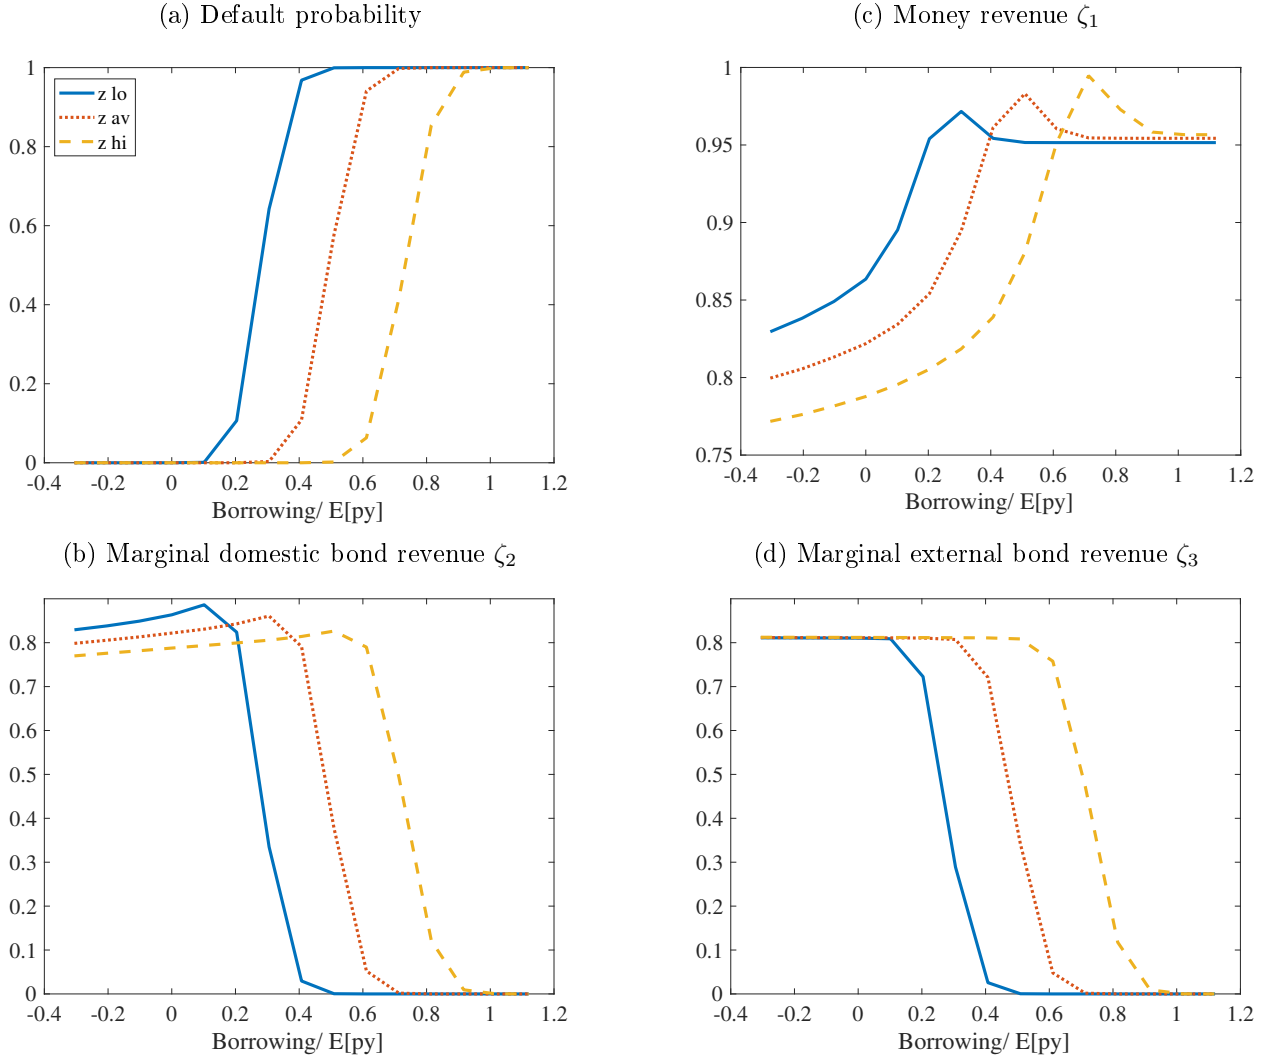 (a) Default probability
1
0.8
0.6
0.4
0.2
0
z lo
z av
z hi
-0.4 -0.2 0 0.2 0.4 0.6 0.8 1 1.2
Borrowing/ E[py]
(c) Money revenue ζ₁
1
0.95
0.9
0.85
0.8
0.75
-0.4 -0.2 0 0.2 0.4 0.6 0.8 1 1.2
Borrowing/ E[py]
(b) Marginal domestic bond revenue ζ₂
0.8
0.7
0.6
0.5
0.4
0.3
0.2
0.1
0
-0.4 -0.2 0 0.2 0.4 0.6 0.8 1 1.2
Borrowing/ E[py]
(d) Marginal external bond revenue ζ₃
0.8
0.7
0.6
0.5
0.4
0.3
0.2
0.1
0
-0.4 -0.2 0 0.2 0.4 0.6 0.8 1 1.2
Borrowing/ E[py]